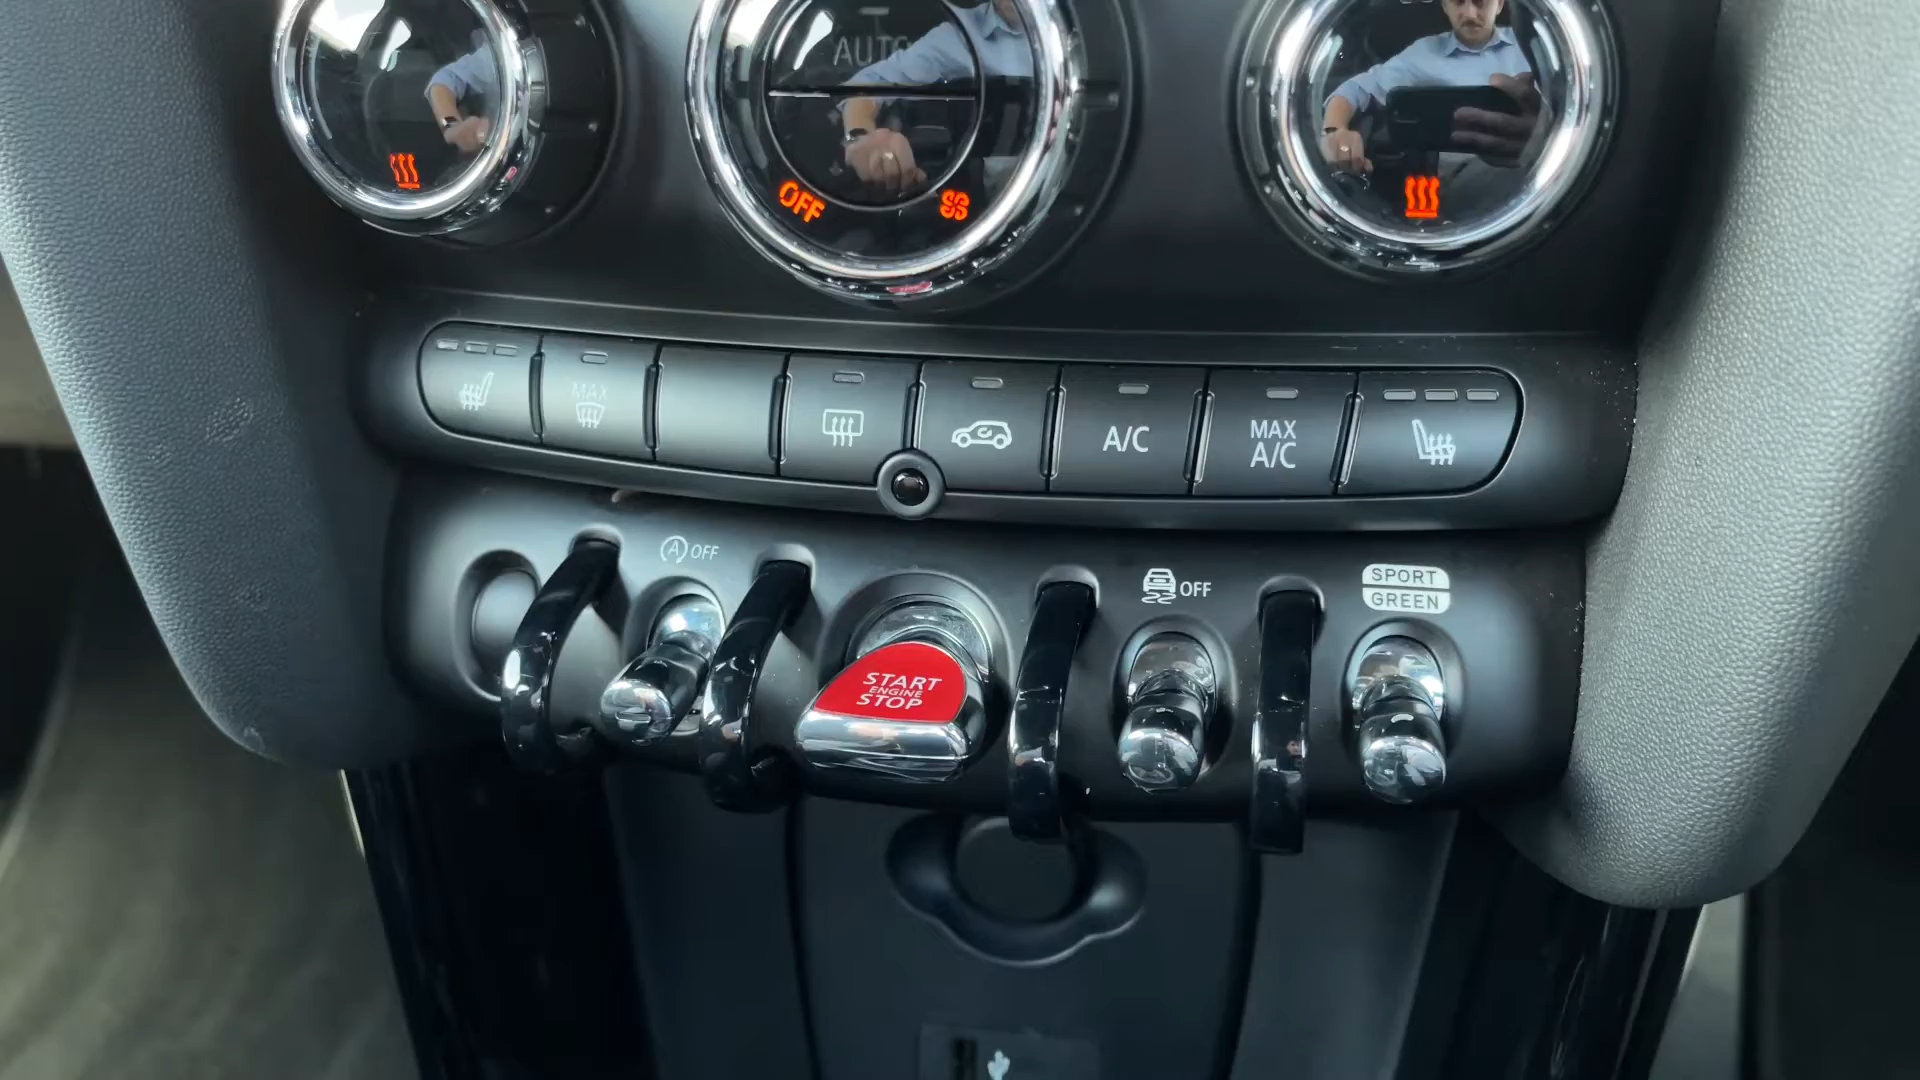 AUTO
OFF
MAX
A/C
MAX
A/C
A OFF
OFF
SPORT
GREEN
START
ENGINE
STOP